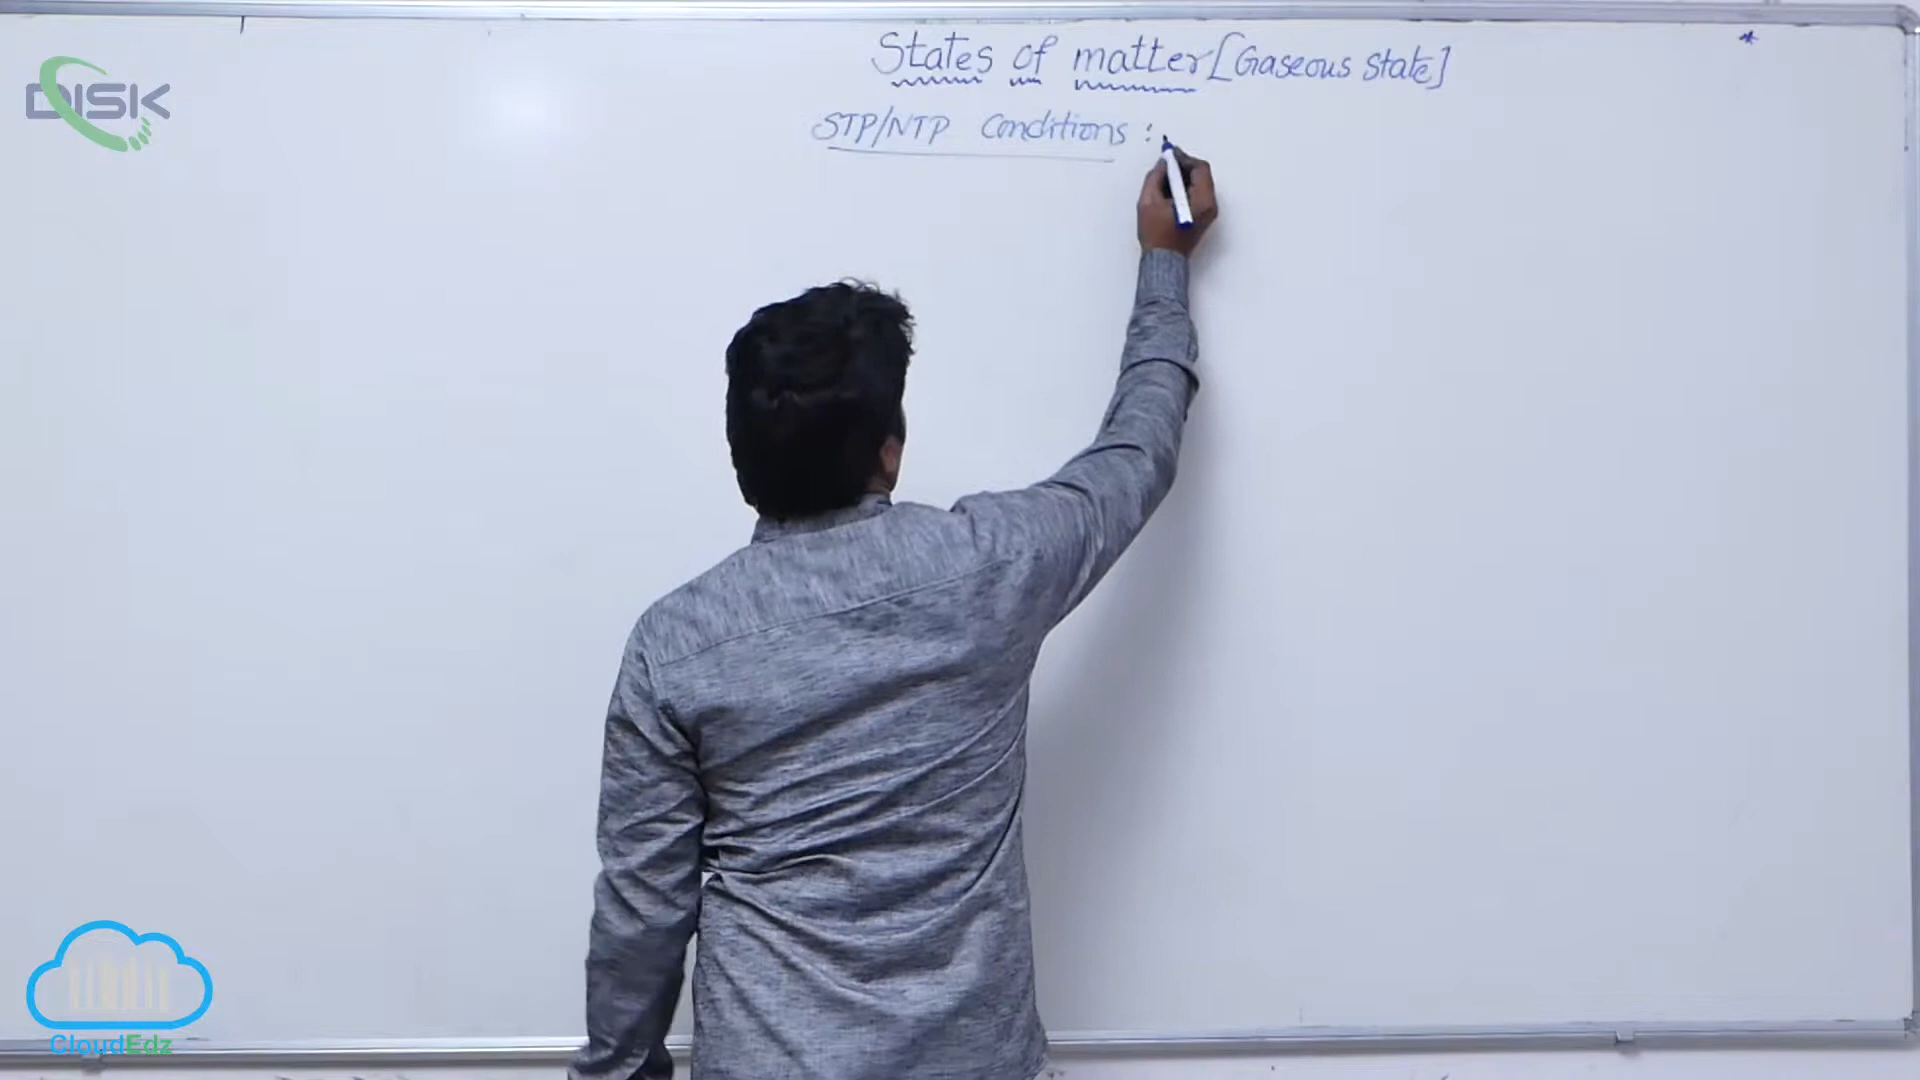 States of matter [Gaseous State]
STP/NTP Conditions :
DISK
CloudEdz